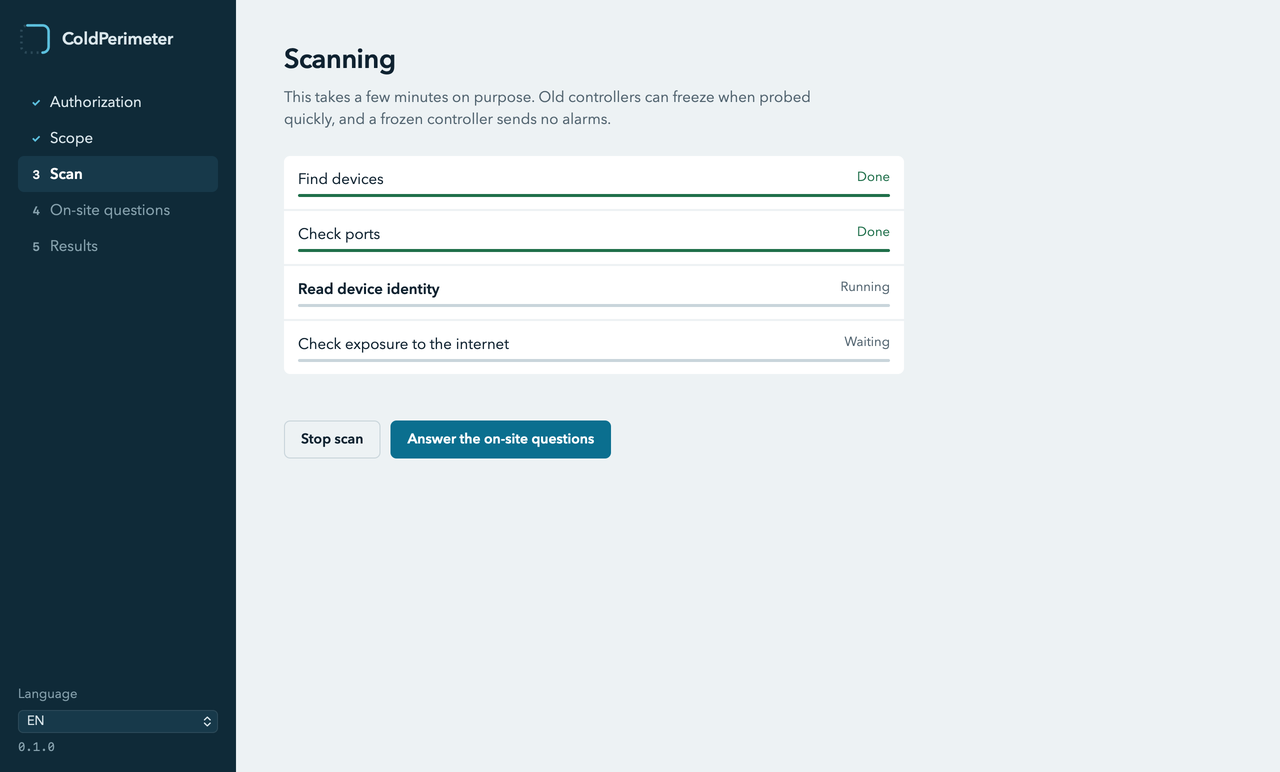 ColdPerimeter
Authorization
Scope
3 Scan
4 On-site questions
5 Results
Language
EN
0.1.0
Scanning
This takes a few minutes on purpose. Old controllers can freeze when probed
quickly, and a frozen controller sends no alarms.
Find devices Done
Check ports Done
Read device identity Running
Check exposure to the internet Waiting
Stop scan Answer the on-site questions